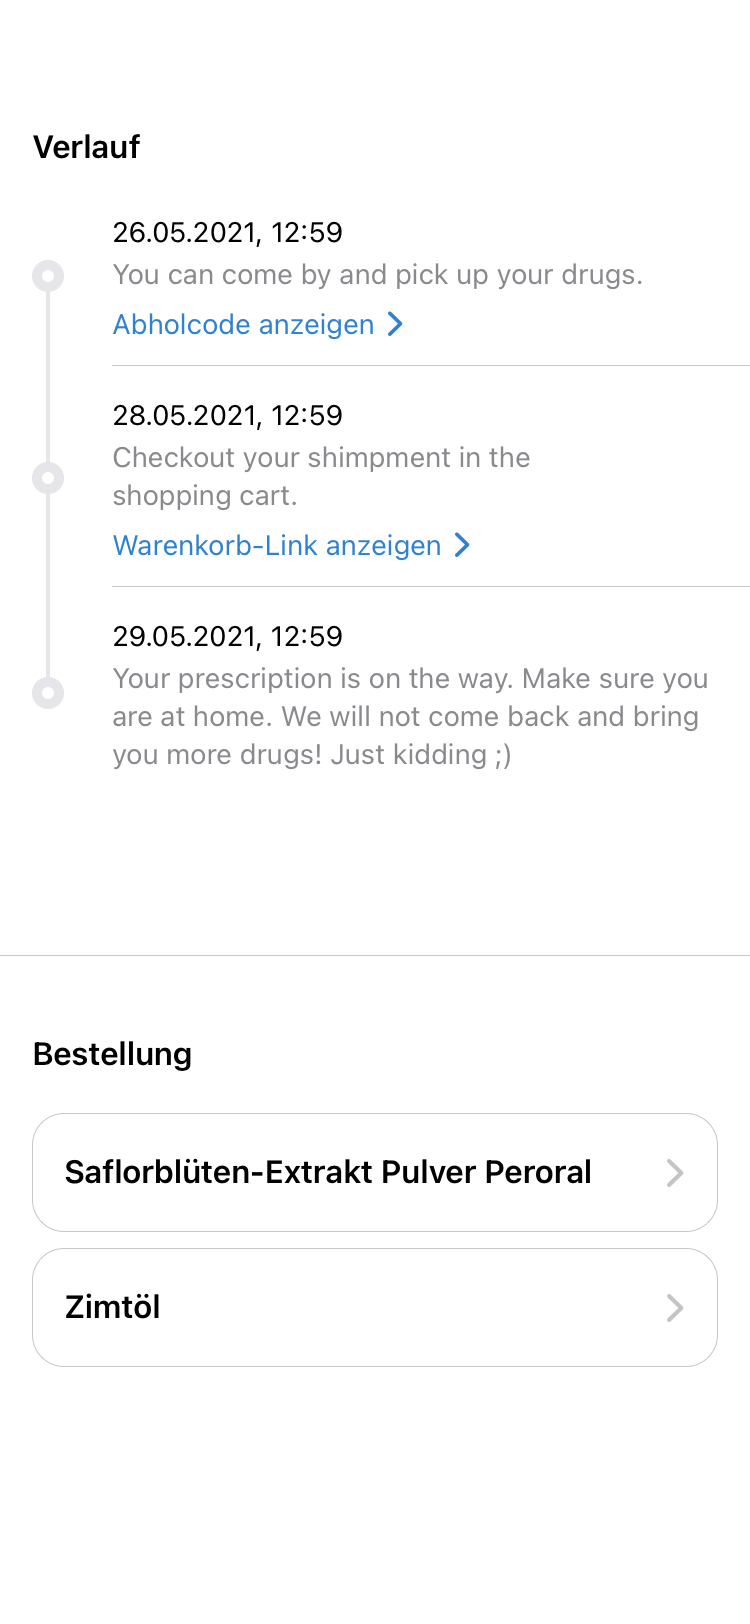 Verlauf
26.05.2021, 12:59
You can come by and pick up your drugs.
Abholcode anzeigen
28.05.2021, 12:59
Checkout your shimpment in the
shopping cart.
Warenkorb-Link anzeigen
29.05.2021, 12:59
Your prescription is on the way. Make sure you
are at home. We will not come back and bring
you more drugs! Just kidding ;)
Bestellung
Saflorblüten-Extrakt Pulver Peroral
Zimtöl